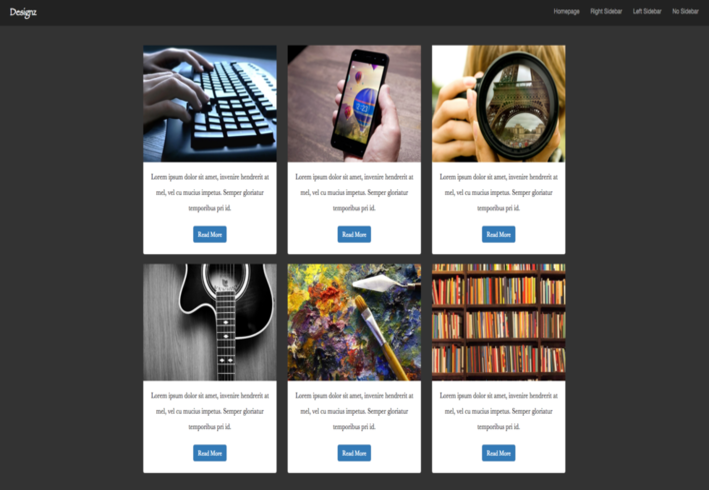 Designz
Homepage Right Sidebar Left Sidebar No Sidebar
Lorem ipsum dolor sit amet, invenire hendrerit at
mel, vel cu mucius impetus. Semper gloriatur
temporibus pri id.
Read More
Lorem ipsum dolor sit amet, invenire hendrerit at
mel, vel cu mucius impetus. Semper gloriatur
temporibus pri id.
Read More
Lorem ipsum dolor sit amet, invenire hendrerit at
mel, vel cu mucius impetus. Semper gloriatur
temporibus pri id.
Read More
Lorem ipsum dolor sit amet, invenire hendrerit at
mel, vel cu mucius impetus. Semper gloriatur
temporibus pri id.
Read More
Lorem ipsum dolor sit amet, invenire hendrerit at
mel, vel cu mucius impetus. Semper gloriatur
temporibus pri id.
Read More
Lorem ipsum dolor sit amet, invenire hendrerit at
mel, vel cu mucius impetus. Semper gloriatur
temporibus pri id.
Read More